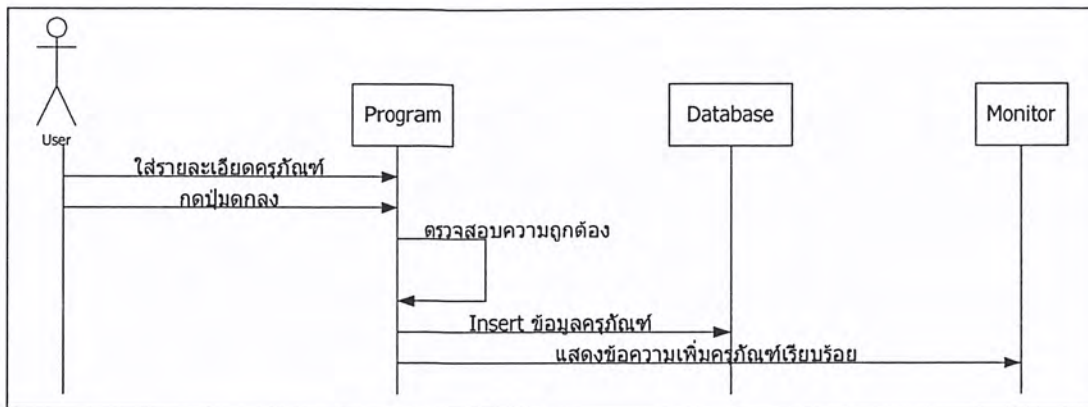 User
Program
Database
Monitor
ใส่รายละเอียดครุภัณฑ์
กดปุ่มดกลง
ตรวจสอบความถูกต้อง
Insert ข้อมูลครุภัณฑ์
แสดงข้อความเพิ่มครุภัณฑ์เรียบร้อย